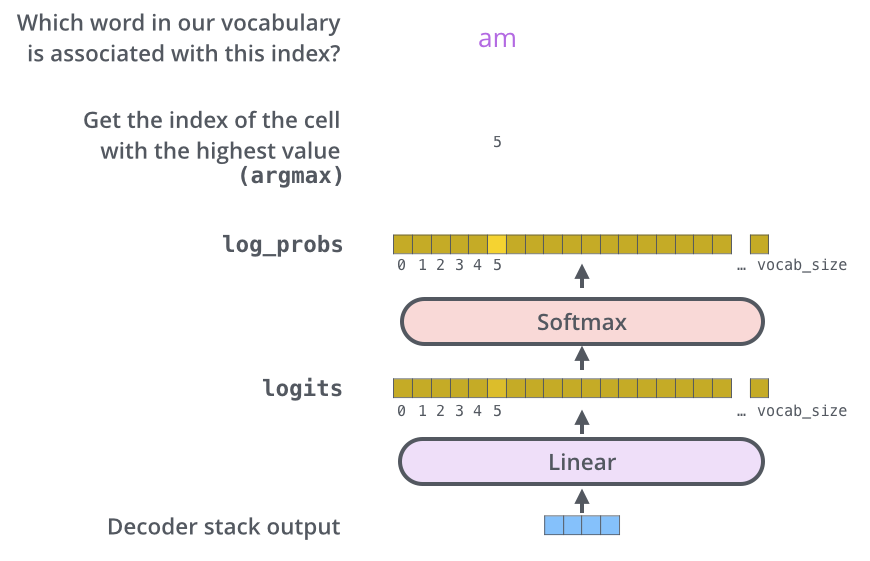 Which word in our vocabulary
is associated with this index?
am
Get the index of the cell
with the highest value
(argmax)
5
log_probs
0 1 2 3 4 5 … vocab_size
Softmax
logits
0 1 2 3 4 5 … vocab_size
Linear
Decoder stack output